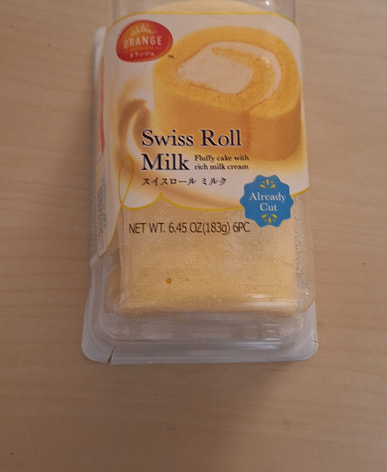 ORANGE
Swiss Roll
Milk Fluffy cake with
rich milk cream
スイスロール ミルク
Already
Cut
NET WT. 6.45 OZ(183g) 6PC